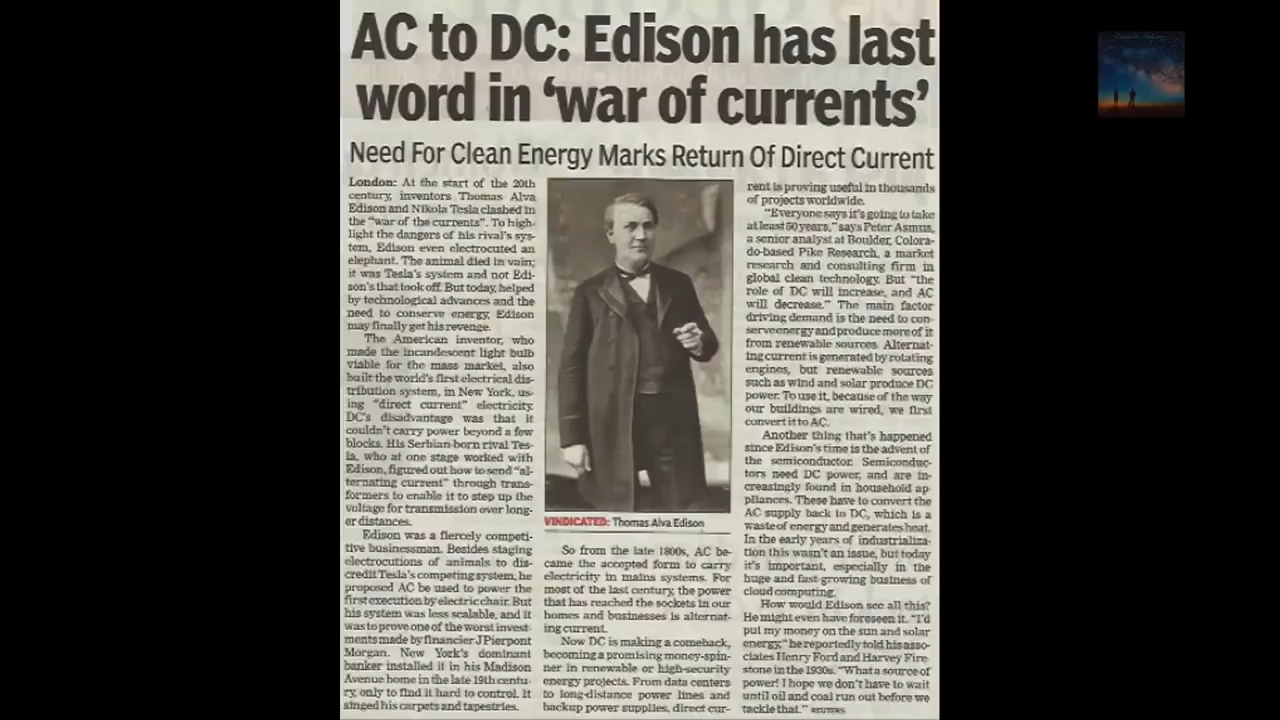 AC to DC: Edison has last
word in ‘war of currents’
Need For Clean Energy Marks Return Of Direct Current
London: At the start of the 20th
century, inventors Thomas Alva
Edison and Nikola Tesla clashed in
the “war of the currents”. To high-
light the dangers of his rival’s sys-
tem, Edison even electrocuted an
elephant. The animal died in vain;
it was Tesla’s system and not Edi-
son’s that took off. But today, helped
by technological advances and the
need to conserve energy, Edison
may finally get his revenge.
The American inventor, who
made the incandescent light bulb
viable for the mass market, also
built the world’s first electrical dis-
tribution system, in New York, us-
ing “direct current” electricity.
DC’s disadvantage was that it
couldn’t carry power beyond a few
blocks. His Serbian-born rival Tes-
la, who at one stage worked with
Edison, figured out how to send “al-
ternating current” through trans-
formers to enable it to step up the
voltage for transmission over long-
er distances.
Edison was a fiercely competi-
tive businessman. Besides staging
electrocutions of animals to dis-
credit Tesla’s competing system, he
proposed AC be used to power the
first execution by electric chair. But
his system was less scalable, and it
was to prove one of the worst invest-
ments made by financier J Pierpont
Morgan. New York’s dominant
banker installed it in his Madison
Avenue home in the late 19th centu-
ry, only to find it hard to control. It
singed his carpets and tapestries.
VINDICATED: Thomas Alva Edison
So from the late 1800s, AC be-
came the accepted form to carry
electricity in mains systems. For
most of the last century, the power
that has reached the sockets in our
homes and businesses is alternat-
ing current.
Now DC is making a comeback,
becoming a promising money-spin-
ner in renewable or high-security
energy projects. From data centers
to long-distance power lines and
backup power supplies, direct cur-
rent is proving useful in thousands
of projects worldwide.
“Everyone says it’s going to take
at least 50 years,” says Peter Asmus,
a senior analyst at Boulder, Colora-
do-based Pike Research, a market
research and consulting firm in
global clean technology. But “the
role of DC will increase, and AC
will decrease.” The main factor
driving demand is the need to con-
serve energy and produce more of it
from renewable sources. Alternat-
ing current is generated by rotating
engines, but renewable sources
such as wind and solar produce DC
power. To use it, because of the way
our buildings are wired, we first
convert it to AC.
Another thing that’s happened
since Edison’s time is the advent of
the semiconductor. Semiconduc-
tors need DC power, and are in-
creasingly found in household ap-
pliances. These have to convert the
AC supply back to DC, which is a
waste of energy and generates heat.
In the early years of industrializa-
tion this wasn’t an issue, but today
it’s important, especially in the
huge and fast-growing business of
cloud computing.
How would Edison see all this?
He might even have foreseen it. “I’d
put my money on the sun and solar
energy,” he reportedly told his asso-
ciates Henry Ford and Harvey Fire-
stone in the 1930s. “What a source of
power! I hope we don’t have to wait
until oil and coal run out before we
tackle that.” REUTERS